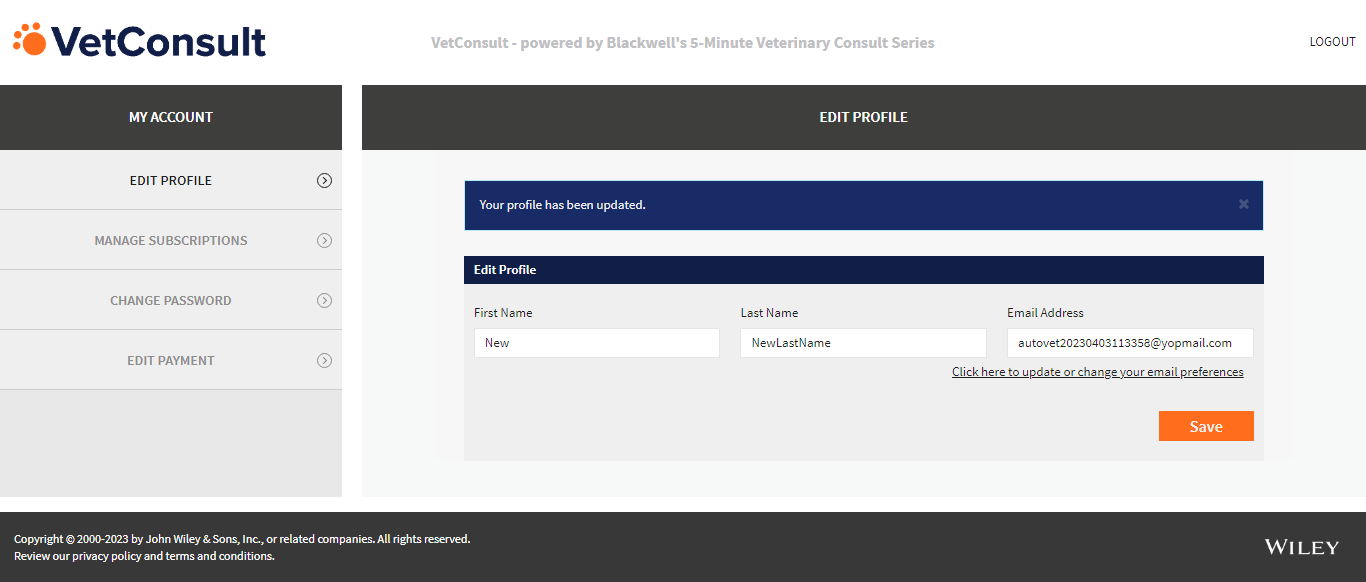 VetConsult
VetConsult - powered by Blackwell's 5-Minute Veterinary Consult Series
LOGOUT
MY ACCOUNT
EDIT PROFILE
MANAGE SUBSCRIPTIONS
CHANGE PASSWORD
EDIT PAYMENT
EDIT PROFILE
Your profile has been updated.
Edit Profile
First Name
New
Last Name
NewLastName
Email Address
autovet20230403113358@yopmail.com
Click here to update or change your email preferences
Save
Copyright © 2000-2023 by John Wiley & Sons, Inc., or related companies. All rights reserved.
Review our privacy policy and terms and conditions.
WILEY